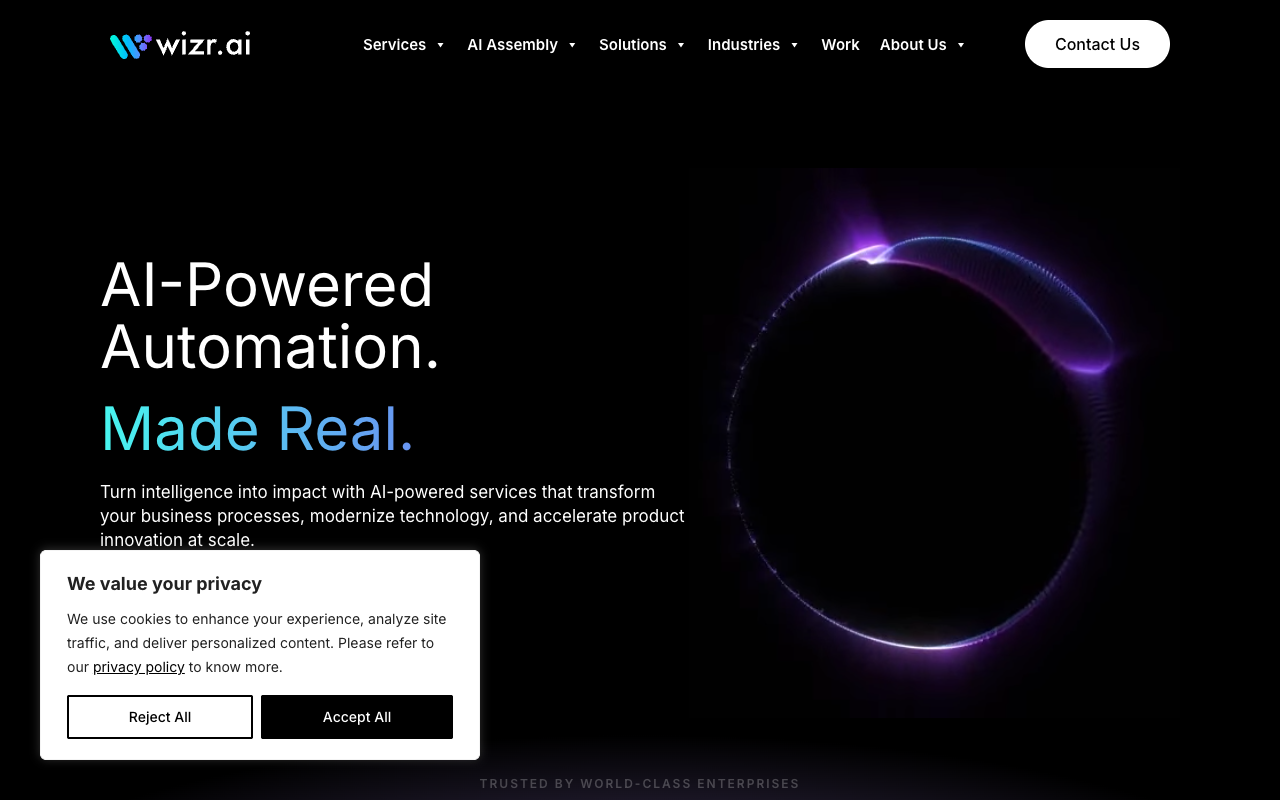 wizr.ai
Services
AI Assembly
Solutions
Industries
Work
About Us
Contact Us
AI-Powered
Automation.
Made Real.
Turn intelligence into impact with AI-powered services that transform
your business processes, modernize technology, and accelerate product
innovation at scale.
We value your privacy
We use cookies to enhance your experience, analyze site
traffic, and deliver personalized content. Please refer to
our privacy policy to know more.
Reject All
Accept All
TRUSTED BY WORLD-CLASS ENTERPRISES